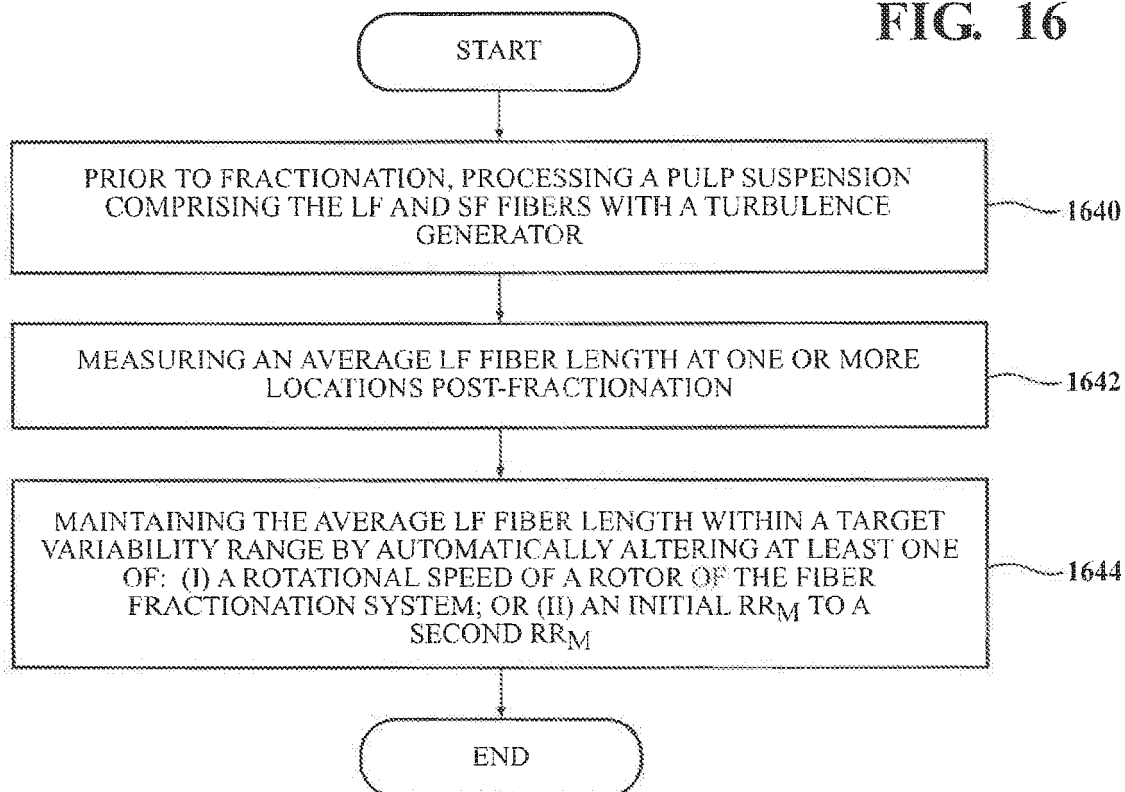 FIG. 16
START
PRIOR TO FRACTIONATION, PROCESSING A PULP SUSPENSION
COMPRISING THE LF AND SF FIBERS WITH A TURBULENCE
GENERATOR
1640
MEASURING AN AVERAGE LF FIBER LENGTH AT ONE OR MORE
LOCATIONS POST-FRACTIONATION
1642
MAINTAINING THE AVERAGE LF FIBER LENGTH WITHIN A TARGET
VARIABILITY RANGE BY AUTOMATICALLY ALTERING AT LEAST ONE
OF: (I) A ROTATIONAL SPEED OF A ROTOR OF THE FIBER
FRACTIONATION SYSTEM; OR (II) AN INITIAL RRM TO A
SECOND RRM
1644
END